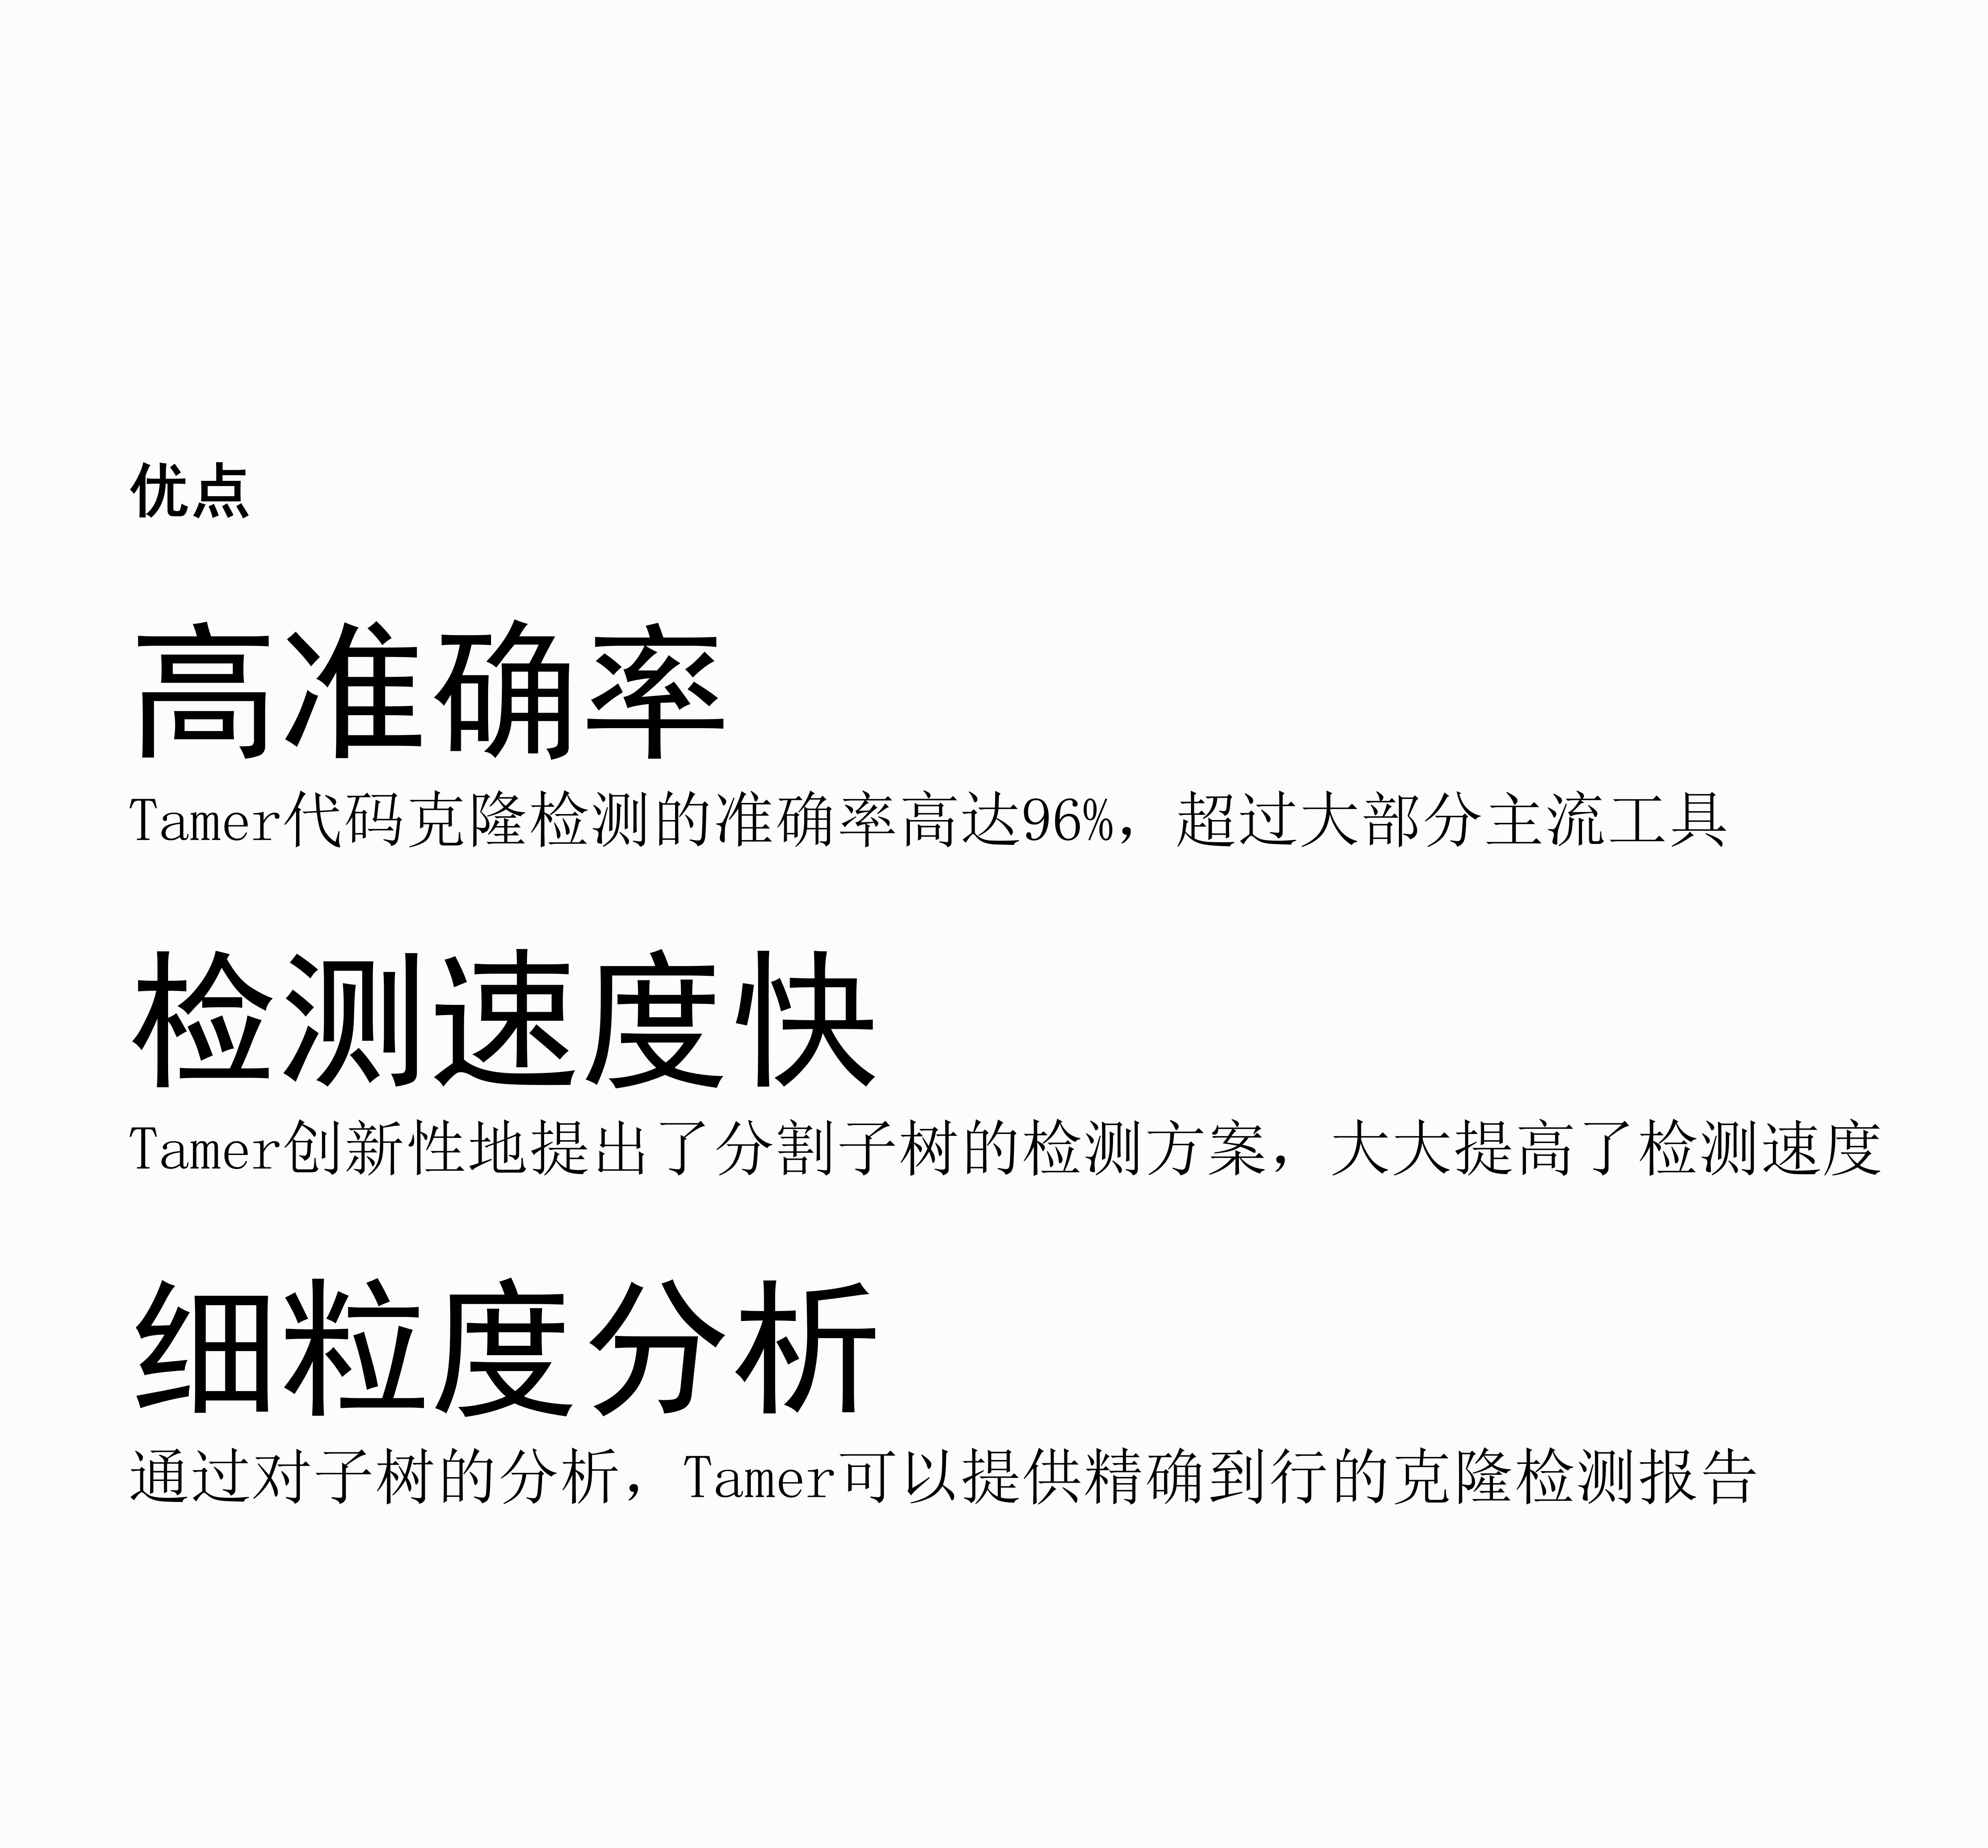 优点
高准确率
Tamer代码克隆检测的准确率高达96%，超过大部分主流工具
检测速度快
Tamer创新性地提出了分割子树的检测方案，大大提高了检测速度
细粒度分析
通过对子树的分析，Tamer可以提供精确到行的克隆检测报告